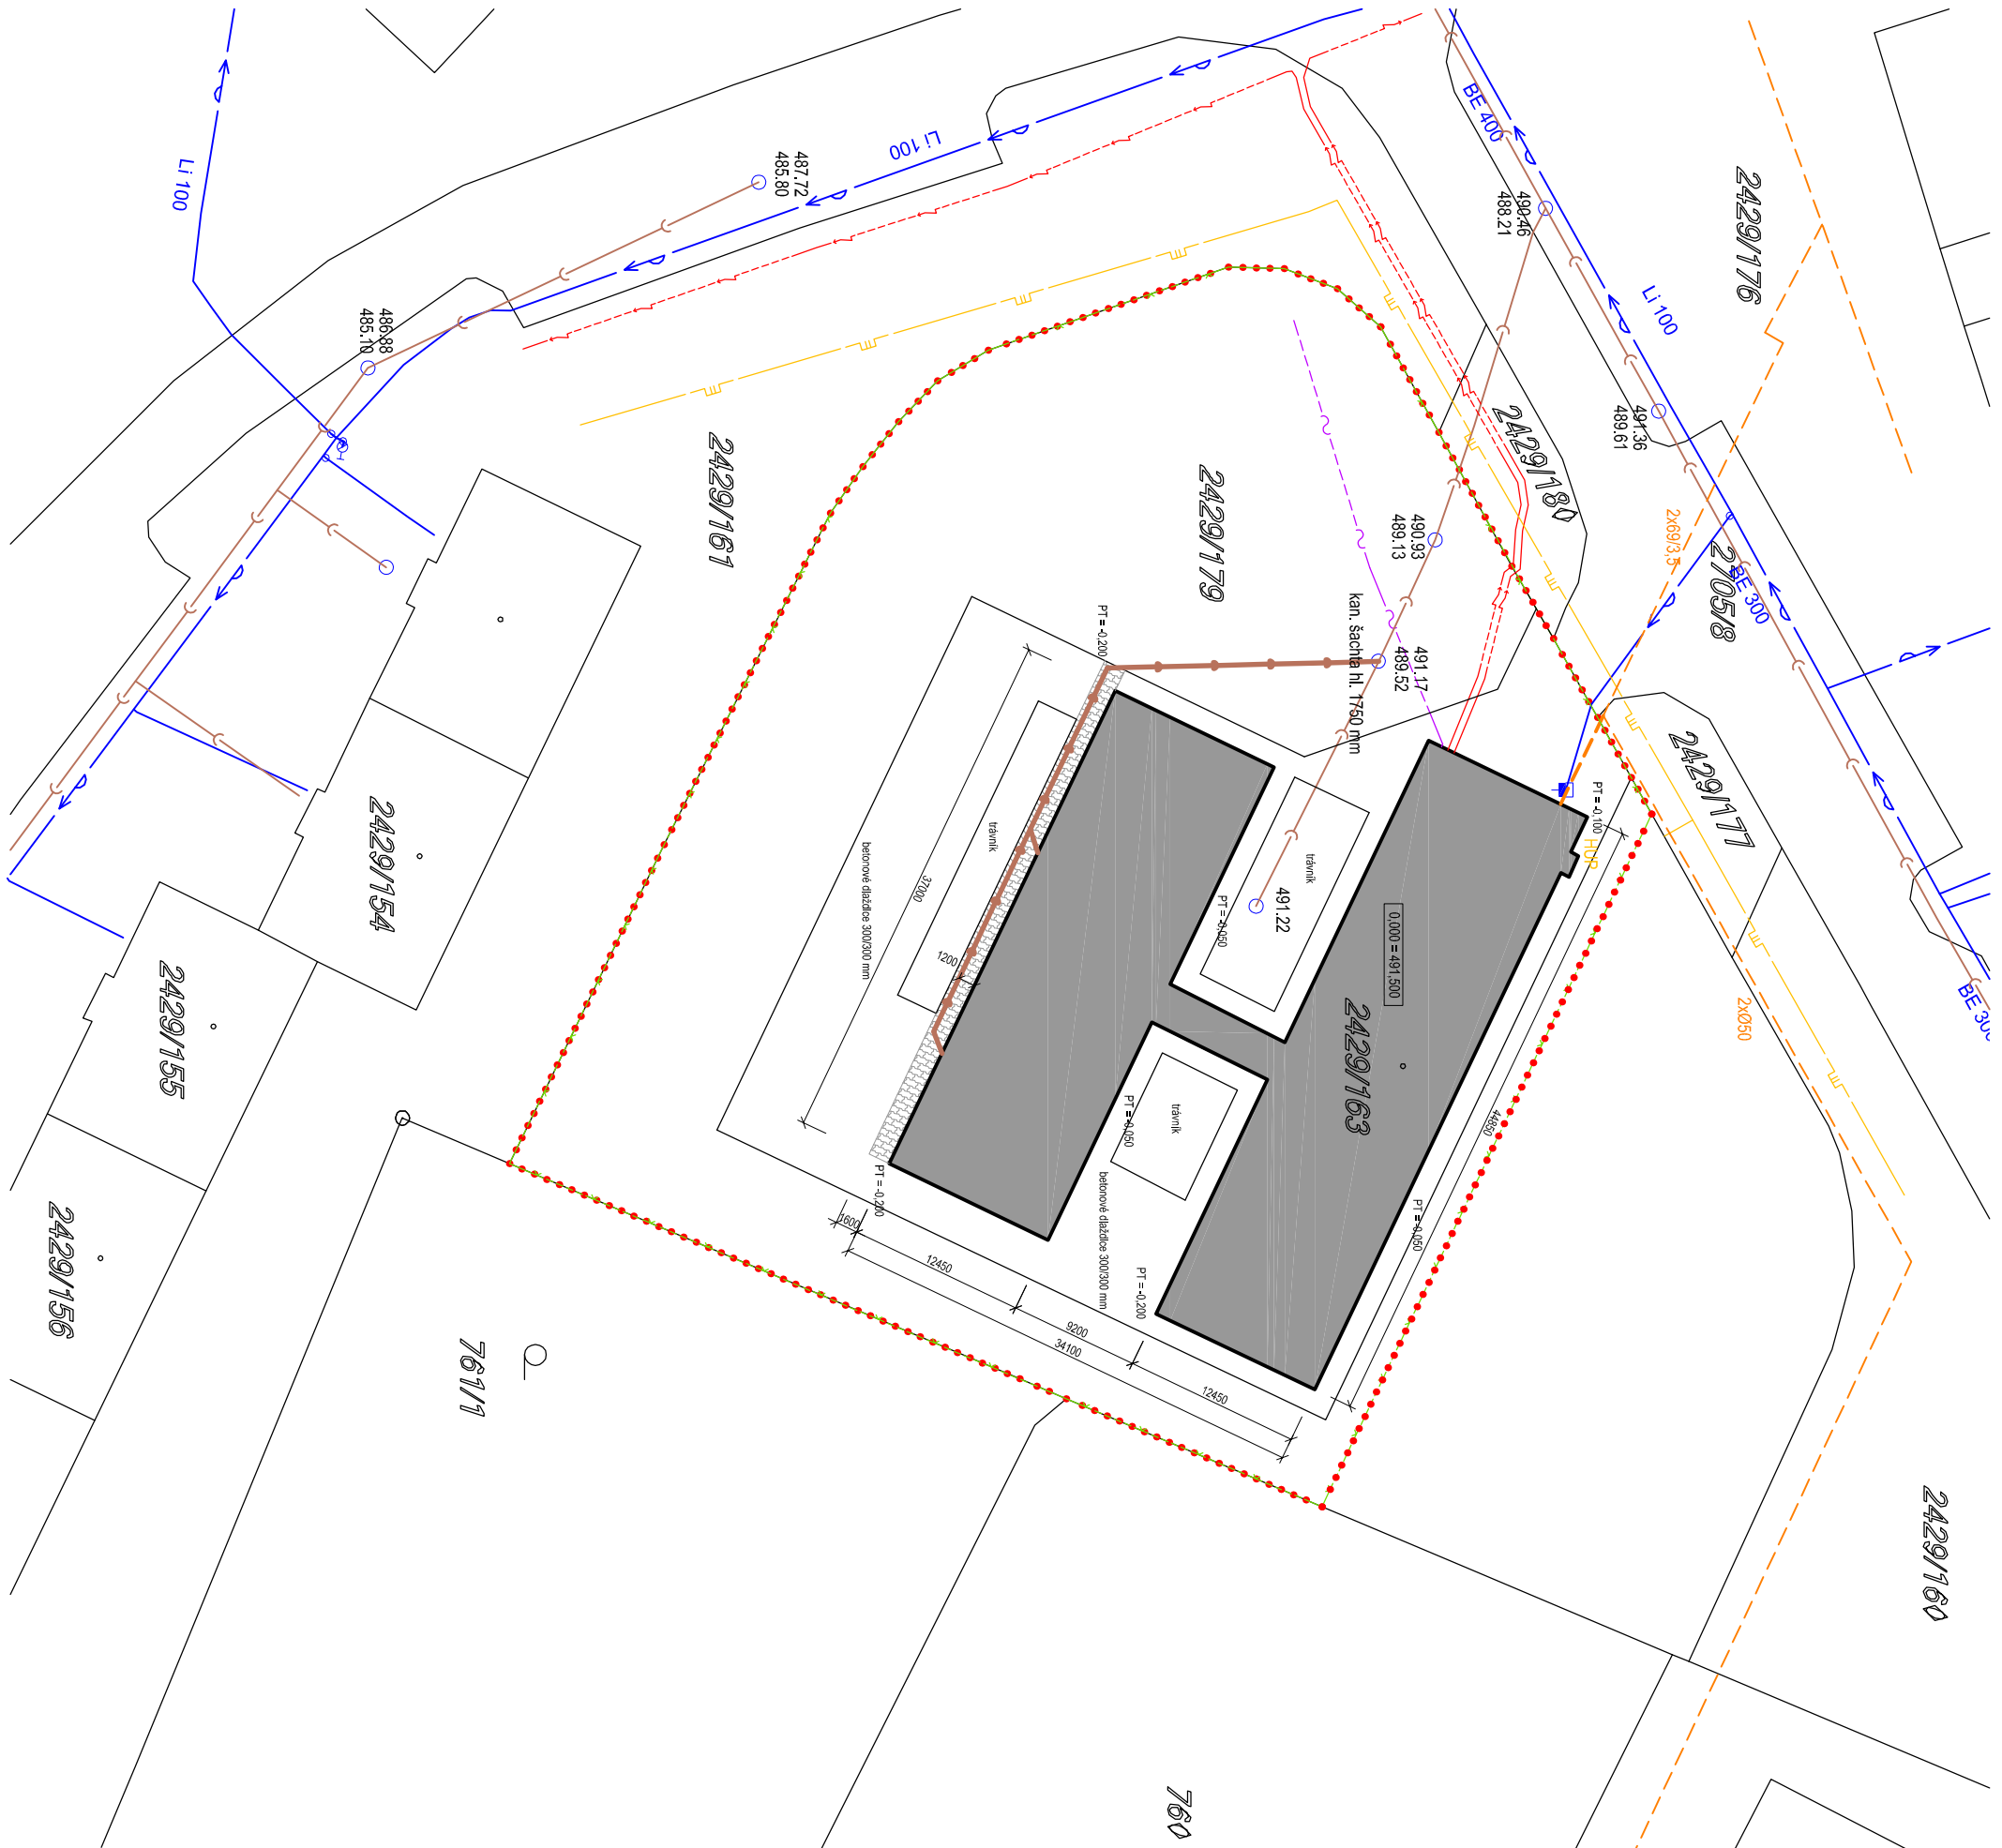 BE 400
Li 100
Li 100
487.72
485.80
490.46
488.21
2429/176
Li 100
486.88
485.10
491.36
489.61
2429/180
2429/161
2429/179
490.93
489.13
2x69/3,5
2705/8
BE 300
kan. šachta hl. 1750 mm
491.17
489.52
PT = -0,200
2429/177
PT = -0,100
HUP
2429/154
trávník
betonové dlaždice 300/300 mm
37000
1200
trávník
491.22
PT = -0,050
0,000 = 491,500
2429/163
2xØ50
BE 300
2429/155
44850
trávník
PT = -0,050
betonové dlaždice 300/300 mm
PT = -0,200
PT = -0,050
2429/156
1600
12450
9200
34100
12450
PT = -0,200
761/1
2429/160
760